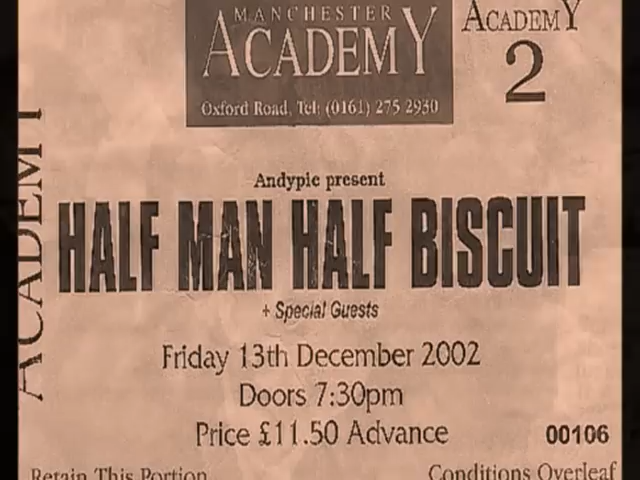 MANCHESTER
ACADEMY
Oxford Road, Tel: (0161) 275 2930
ACADEMY
2
ACADEMY
Andypie present
HALF MAN HALF BISCUIT
+ Special Guests
Friday 13th December 2002
Doors 7:30pm
Price £11.50 Advance
00106
Retain This Portion
Conditions Overleaf